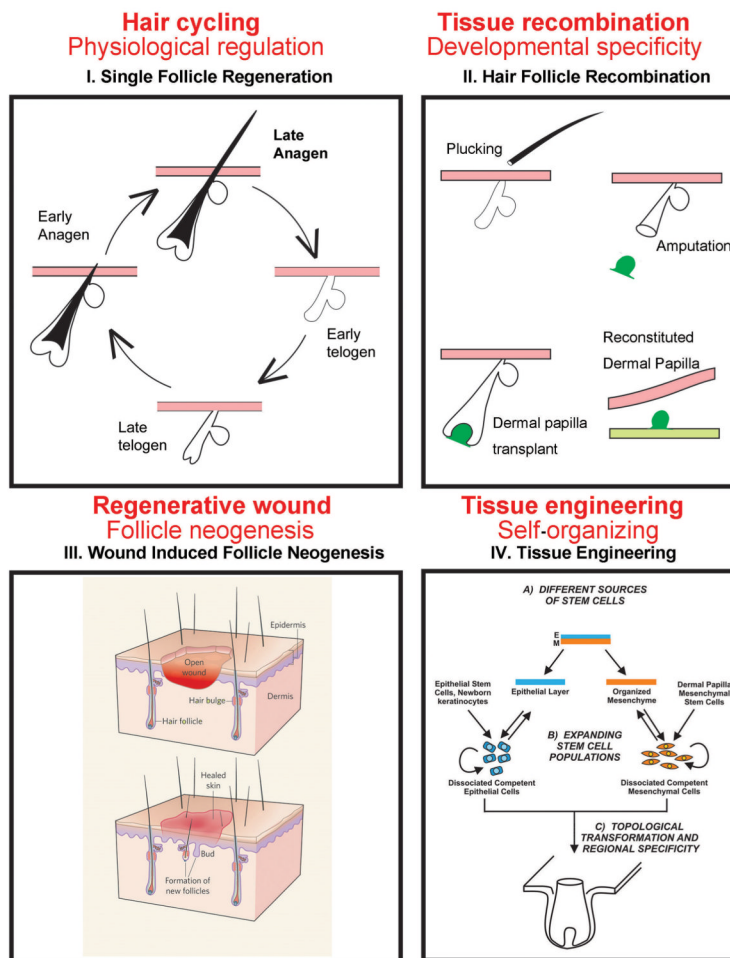 Hair cycling
Physiological regulation
I. Single Follicle Regeneration
Late
Anagen
Early
Anagen
Early
telogen
Late
telogen
Tissue recombination
Developmental specificity
II. Hair Follicle Recombination
Plucking
Amputation
Dermal papilla
transplant
Reconstituted
Dermal Papilla
Regenerative wound
Follicle neogenesis
III. Wound Induced Follicle Neogenesis
Epidermis
Open
wound
Hair bulge
Dermis
Hair follicle
Healed
skin
Bud
Formation of
new follicles
Tissue engineering
Self-organizing
IV. Tissue Engineering
A) DIFFERENT SOURCES
OF STEM CELLS
E
M
Epithelial Stem
Cells, Newborn
keratinocytes
Epithelial Layer
Organized
Mesenchyme
Dermal Papilla
Mesenchymal
Stem Cells
B) EXPANDING
STEM CELL
POPULATIONS
Dissociated Competent
Epithelial Cells
Dissociated Competent
Mesenchymal Cells
C) TOPOLOGICAL
TRANSFORMATION AND
REGIONAL SPECIFICITY